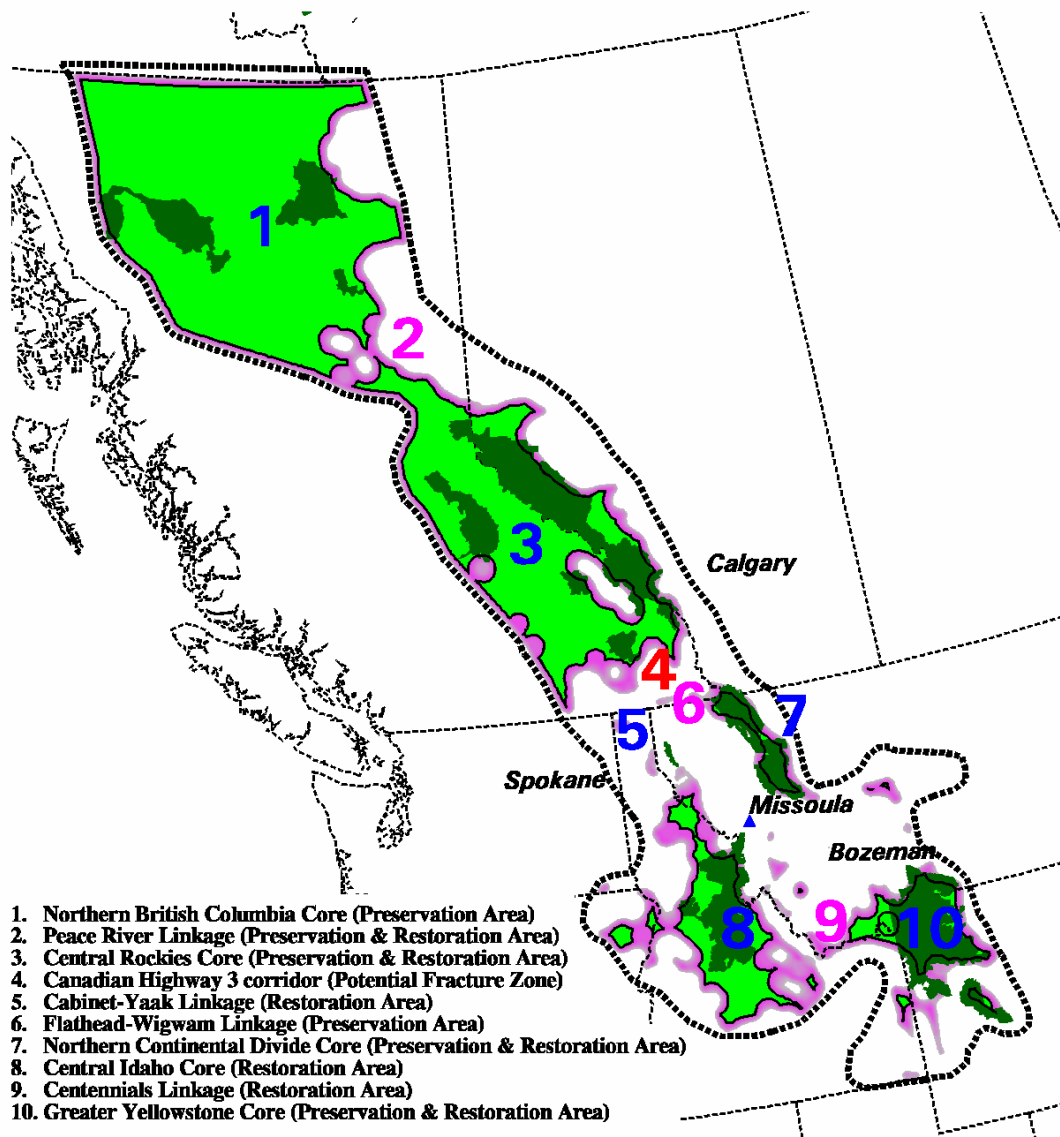 1
2
3
Calgary
4
6
7
5
Spokane
Missoula
Bozeman
8
9
10
1. Northern British Columbia Core (Preservation Area)
2. Peace River Linkage (Preservation & Restoration Area)
3. Central Rockies Core (Preservation & Restoration Area)
4. Canadian Highway 3 corridor (Potential Fracture Zone)
5. Cabinet-Yaak Linkage (Restoration Area)
6. Flathead-Wigwam Linkage (Preservation Area)
7. Northern Continental Divide Core (Preservation & Restoration Area)
8. Central Idaho Core (Restoration Area)
9. Centennials Linkage (Restoration Area)
10. Greater Yellowstone Core (Preservation & Restoration Area)